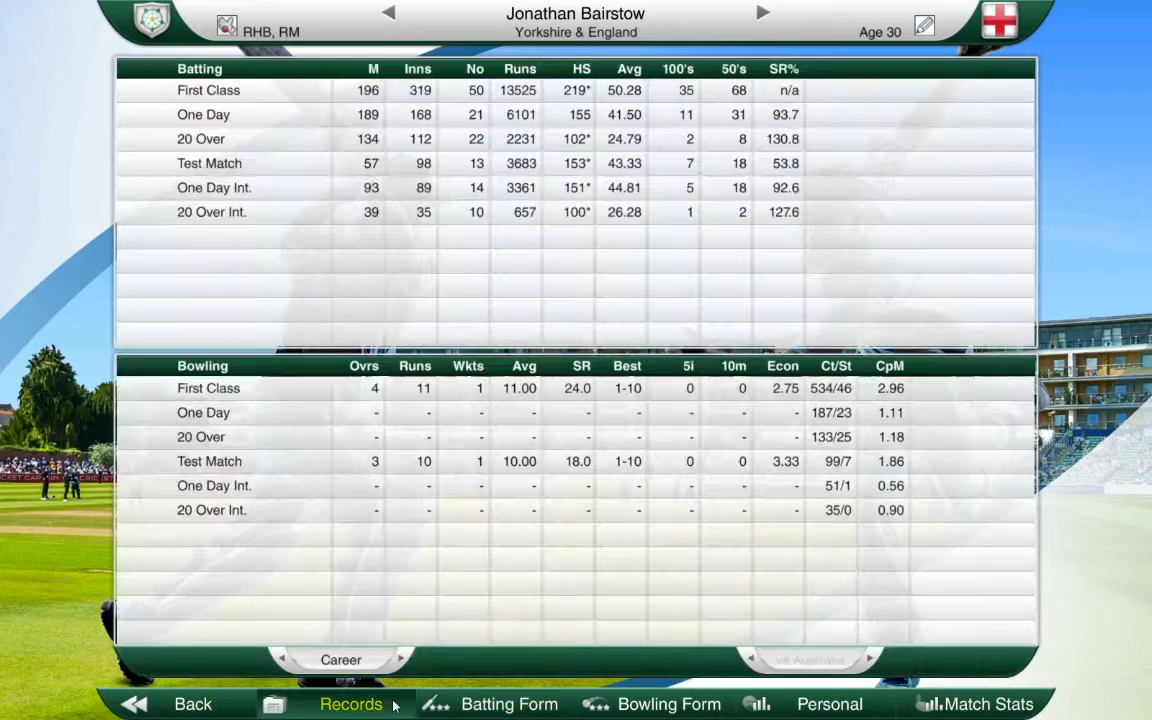 Jonathan Bairstow
RHB, RM Yorkshire & England Age 30
Batting M Inns No Runs HS Avg 100's 50's SR%
First Class 196 319 50 13525 219* 50.28 35 68 n/a
One Day 189 168 21 6101 155 41.50 11 31 93.7
20 Over 134 112 22 2231 102* 24.79 2 8 130.8
Test Match 57 98 13 3683 153* 43.33 7 18 53.8
One Day Int. 93 89 14 3361 151* 44.81 5 18 92.6
20 Over Int. 39 35 10 657 100* 26.28 1 2 127.6
Bowling Ovrs Runs Wkts Avg SR Best 5i 10m Econ Ct/St CpM
First Class 4 11 1 11.00 24.0 1-10 0 0 2.75 534/46 2.96
One Day - - - - - - - - - 187/23 1.11
20 Over - - - - - - - - - 133/25 1.18
Test Match 3 10 1 10.00 18.0 1-10 0 0 3.33 99/7 1.86
One Day Int. - - - - - - - - - 51/1 0.56
20 Over Int. - - - - - - - - - 35/0 0.90
Career vs Australia
Back Records Batting Form Bowling Form Personal Match Stats